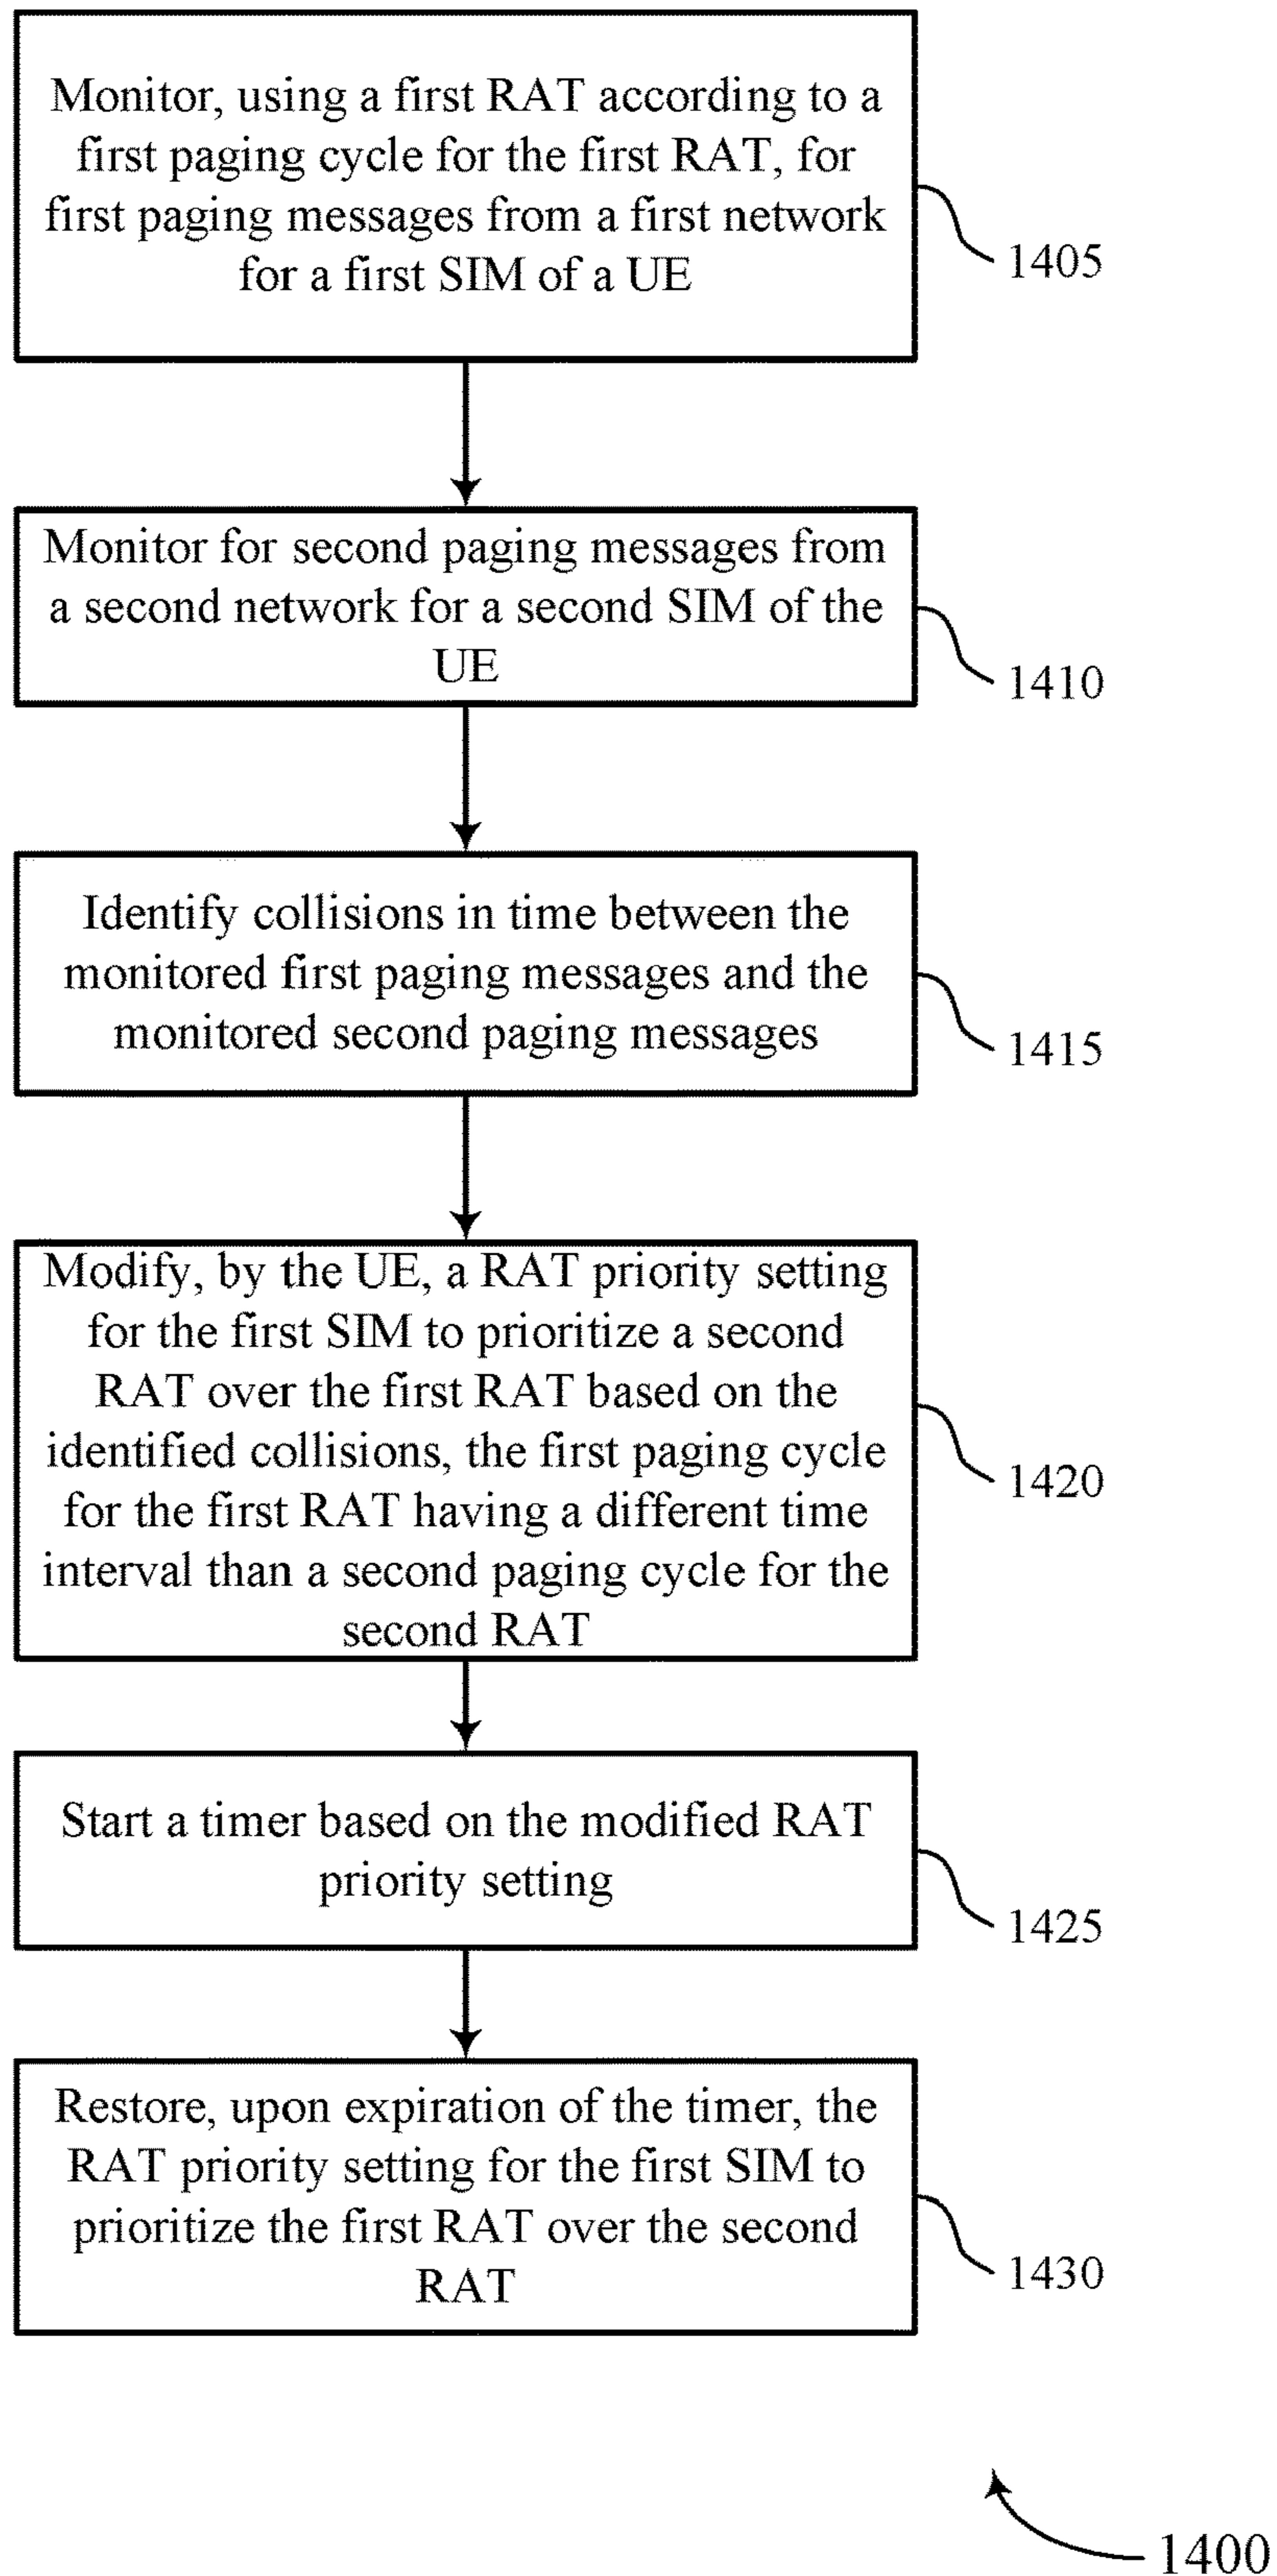 Monitor, using a first RAT according to a
first paging cycle for the first RAT, for
first paging messages from a first network
for a first SIM of a UE
1405
Monitor for second paging messages from
a second network for a second SIM of the
UE
1410
Identify collisions in time between the
monitored first paging messages and the
monitored second paging messages
1415
Modify, by the UE, a RAT priority setting
for the first SIM to prioritize a second
RAT over the first RAT based on the
identified collisions, the first paging cycle
for the first RAT having a different time
interval than a second paging cycle for the
second RAT
1420
Start a timer based on the modified RAT
priority setting
1425
Restore, upon expiration of the timer, the
RAT priority setting for the first SIM to
prioritize the first RAT over the second
RAT
1430
1400